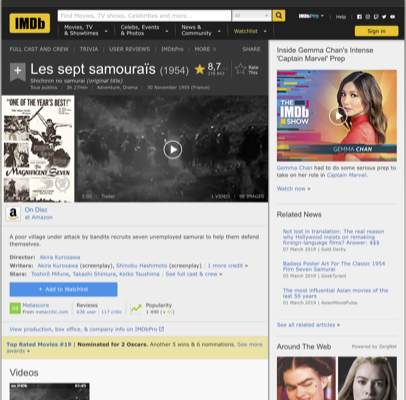 IMDb
Find Movies, TV shows, Celebrities and more...
All
IMDbPro
Help
Movies, TV
& Showtimes
Celebs, Events
& Photos
News &
Community
Watchlist
Sign in
FULL CAST AND CREW | TRIVIA | USER REVIEWS | IMDbPro | MORE
SHARE
Les sept samouraïs (1954)
8,7
Rate
This
Shichinin no samurai (original title)
Tous publics | 3h 27min | Adventure, Drama | 30 November 1955 (France)
"ONE OF THE YEAR'S BEST!"
THE
MAGNIFICENT
SEVEN
Trailer
1 VIDEO
98 IMAGES
On Disc
at Amazon
A poor village under attack by bandits recruits seven unemployed samurai to help them defend
themselves.
Director: Akira Kurosawa
Writers: Akira Kurosawa (screenplay), Shinobu Hashimoto (screenplay) | 1 more credit »
Stars: Toshirô Mifune, Takashi Shimura, Keiko Tsushima | See full cast & crew »
+ Add to Watchlist
Metascore
From metacritic.com
Reviews
626 user | 117 critic
Popularity
View production, box office, & company info on IMDbPro
Top Rated Movies #19 | Nominated for 2 Oscars. Another 5 wins & 6 nominations. See more
awards »
Videos
Inside Gemma Chan's Intense
'Captain Marvel' Prep
THE
IMDb
SHOW
GEMMA CHAN
Gemma Chan had to do some serious prep to
take on her role in Captain Marvel.
Watch now »
Related News
Not lost in translation: The real reason
why Hollywood insists on remaking
foreign-language films? Answer: $$$
07 March 2019 | Gold Derby
Badass Poster Art For The Classic 1954
Film Seven Samurai
03 March 2019 | GeekTyrant
The most influential Asian movies of the
last 50 years
01 March 2019 | AsianMoviePulse
See all related articles »
Around The Web
Powered by ZergNet